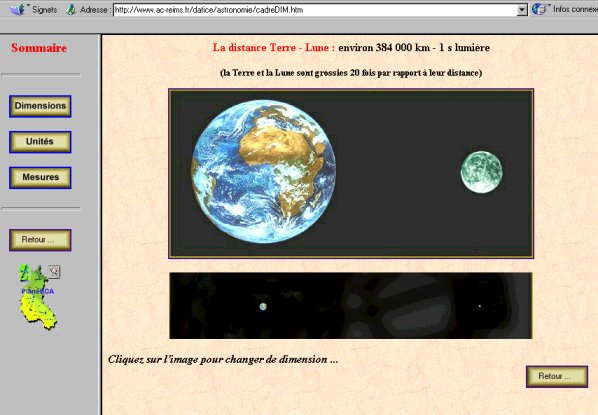 Signets
Adresse : http://www.ac-reims.fr/datice/astronomie/cadreDIM.htm
Infos connexes
Sommaire
Dimensions
Unités
Mesures
Retour ...
La distance Terre - Lune : environ 384 000 km - 1 s lumière
(la Terre et la Lune sont grossies 20 fois par rapport à leur distance)
Cliquez sur l'image pour changer de dimension ...
Retour ...